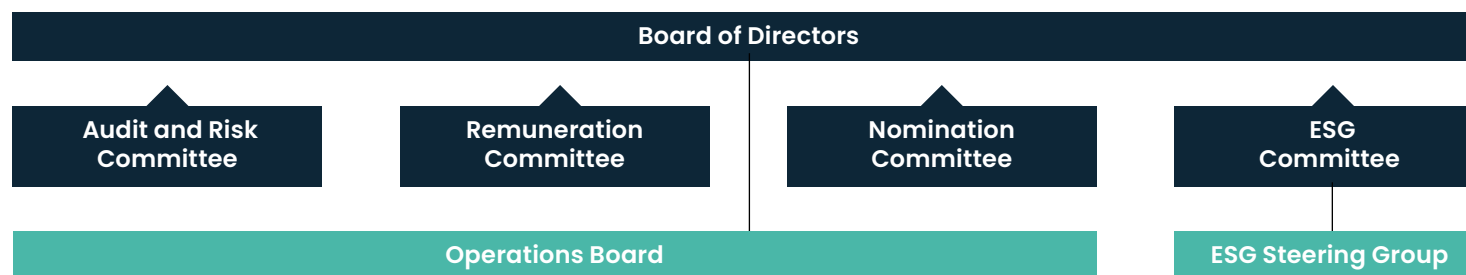 Board of Directors
Audit and Risk
Committee
Remuneration
Committee
Nomination
Committee
ESG
Committee
Operations Board
ESG Steering Group